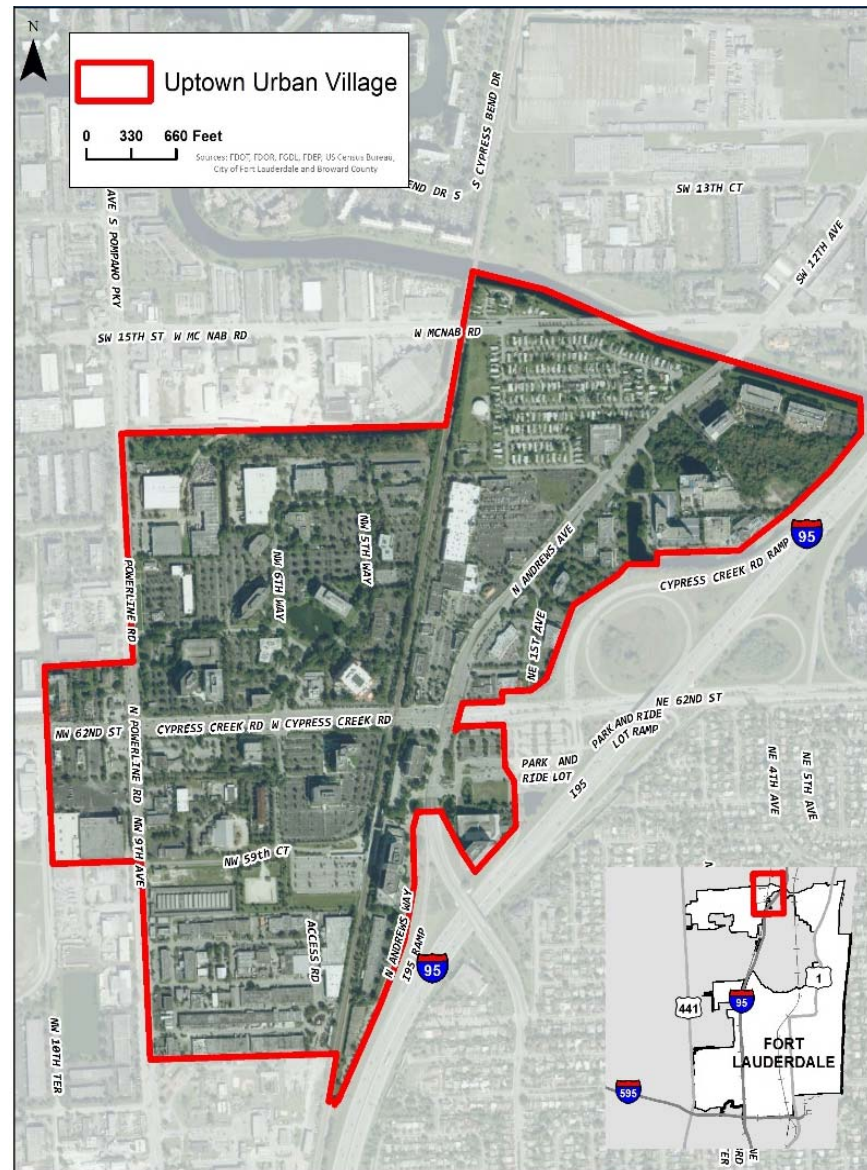 N
Uptown Urban Village
0 330 660 Feet
Sources: FDOT, FDOR, FGDL, FDEP, US Census Bureau,
City of Fort Lauderdale and Broward County
S CYPRESS BEND DR
BEND DR S
SW 13TH CT
SW 12TH AVE
AVE S POMPANO PKY
SW 15TH ST W MC NAB RD
W MCNAB RD
95
CYPRESS CREEK RD RAMP
N ANDREWS AVE
NW 5TH WAY
NW 6TH WAY
POWERLINE RD
NE 1ST AVE
NE 62ND ST
NW 62ND ST
CYPRESS CREEK RD W CYPRESS CREEK RD
PARK AND
RIDE LOT
PARK AND RIDE
LOT RAMP
I95
NE 4TH AVE
NE 5TH AVE
N POWERLINE RD NW 9TH AVE
NW 59th CT
ACCESS RD
N ANDREWS WAY
I95 RAMP
95
NW 10TH TER
1
441
95
FORT
LAUDERDALE
595